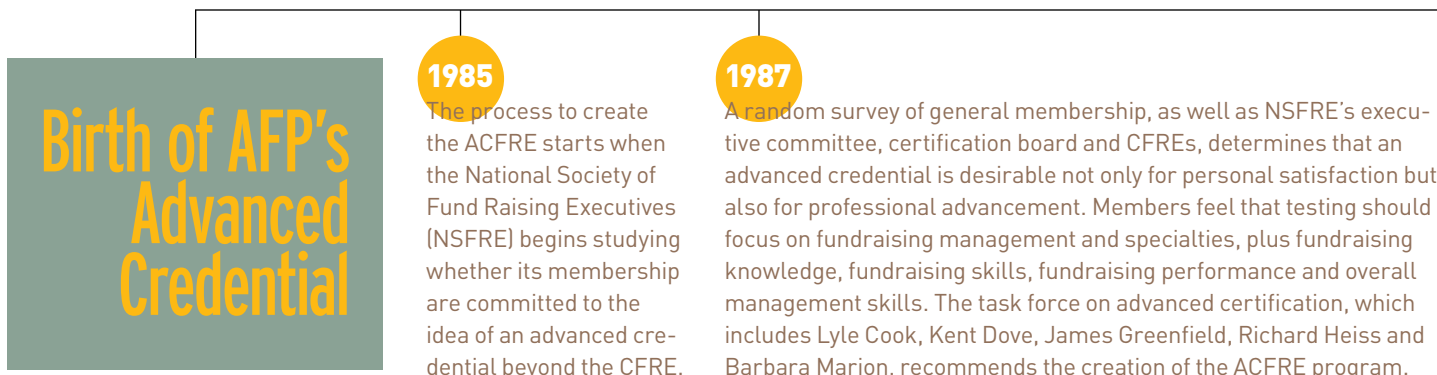 Birth of AFP's
Advanced
Credential
1985
The process to create
the ACFRE starts when
the National Society of
Fund Raising Executives
(NSFRE) begins studying
whether its membership
are committed to the
idea of an advanced cre-
dential beyond the CFRE.
1987
A random survey of general membership, as well as NSFRE's execu-
tive committee, certification board and CFREs, determines that an
advanced credential is desirable not only for personal satisfaction but
also for professional advancement. Members feel that testing should
focus on fundraising management and specialties, plus fundraising
knowledge, fundraising skills, fundraising performance and overall
management skills. The task force on advanced certification, which
includes Lyle Cook, Kent Dove, James Greenfield, Richard Heiss and
Barbara Marion, recommends the creation of the ACFRE program.